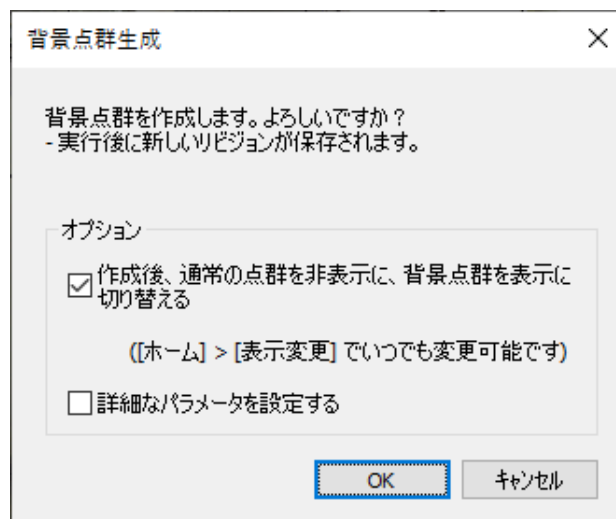 背景点群生成
背景点群を作成します。よろしいですか？
- 実行後に新しいリビジョンが保存されます。
オプション
作成後、通常の点群を非表示に、背景点群を表示に
切り替える
([ホーム] > [表示変更] でいつでも変更可能です)
詳細なパラメータを設定する
OK
キャンセル